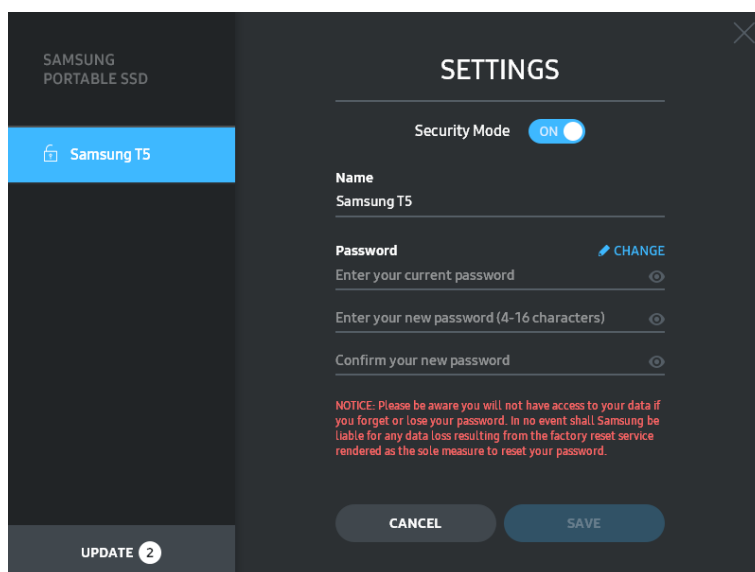 SAMSUNG
PORTABLE SSD
Samsung T5
UPDATE 2
SETTINGS
Security Mode ON
Name
Samsung T5
Password CHANGE
Enter your current password
Enter your new password (4-16 characters)
Confirm your new password
NOTICE: Please be aware you will not have access to your data if
you forget or lose your password. In no event shall Samsung be
liable for any data loss resulting from the factory reset service
rendered as the sole measure to reset your password.
CANCEL SAVE